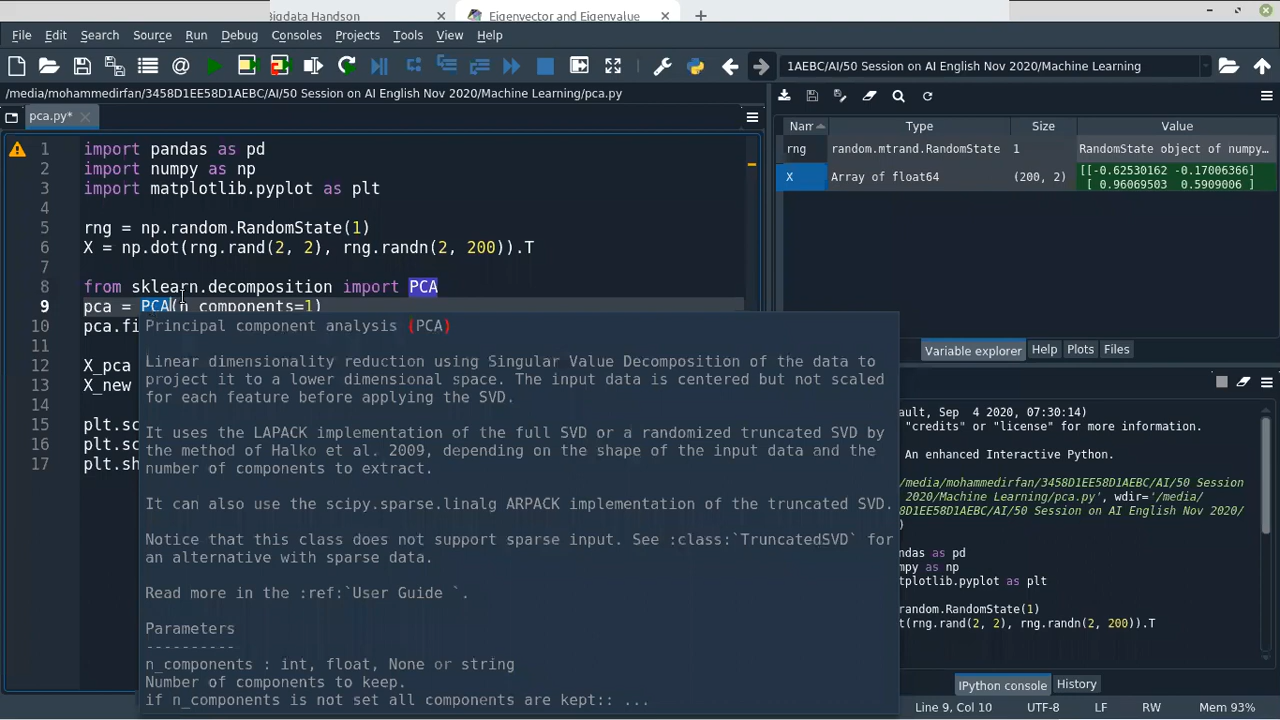 Bigdata Handson
Eigenvector and Eigenvalue
File Edit Search Source Run Debug Consoles Projects Tools View Help
1AEBC/AI/50 Session on AI English Nov 2020/Machine Learning
/media/mohammedirfan/3458D1EE58D1AEBC/AI/50 Session on AI English Nov 2020/Machine Learning/pca.py
pca.py*
1 import pandas as pd
2 import numpy as np
3 import matplotlib.pyplot as plt
4
5 rng = np.random.RandomState(1)
6 X = np.dot(rng.rand(2, 2), rng.randn(2, 200)).T
7
8 from sklearn.decomposition import PCA
9 pca = PCA(n_components=1)
10 pca.fi
11
12 X_pca
13 X_new
14
15 plt.sc
16 plt.sc
17 plt.sh
Principal component analysis (PCA)
Linear dimensionality reduction using Singular Value Decomposition of the data to
project it to a lower dimensional space. The input data is centered but not scaled
for each feature before applying the SVD.
It uses the LAPACK implementation of the full SVD or a randomized truncated SVD by
the method of Halko et al. 2009, depending on the shape of the input data and the
number of components to extract.
It can also use the scipy.sparse.linalg ARPACK implementation of the truncated SVD.
Notice that this class does not support sparse input. See :class:`TruncatedSVD` for
an alternative with sparse data.
Read more in the :ref:`User Guide `.
Parameters
----------
n_components : int, float, None or string
Number of components to keep.
if n_components is not set all components are kept:: ...
Nan Type Size Value
rng random.mtrand.RandomState 1 RandomState object of numpy…
X Array of float64 (200, 2) [[-0.62530162 -0.17006366]
[ 0.96069503 0.5909006 ]
Variable explorer Help Plots Files
ault, Sep 4 2020, 07:30:14)
"credits" or "license" for more information.
An enhanced Interactive Python.
/media/mohammedirfan/3458D1EE58D1AEBC/AI/50 Session
2020/Machine Learning/pca.py', wdir='/media/
8D1EE58D1AEBC/AI/50 Session on AI English Nov 2020/
)
ndas as pd
mpy as np
tplotlib.pyplot as plt
random.RandomState(1)
t(rng.rand(2, 2), rng.randn(2, 200)).T
IPython console History
Line 9, Col 10 UTF-8 LF RW Mem 93%